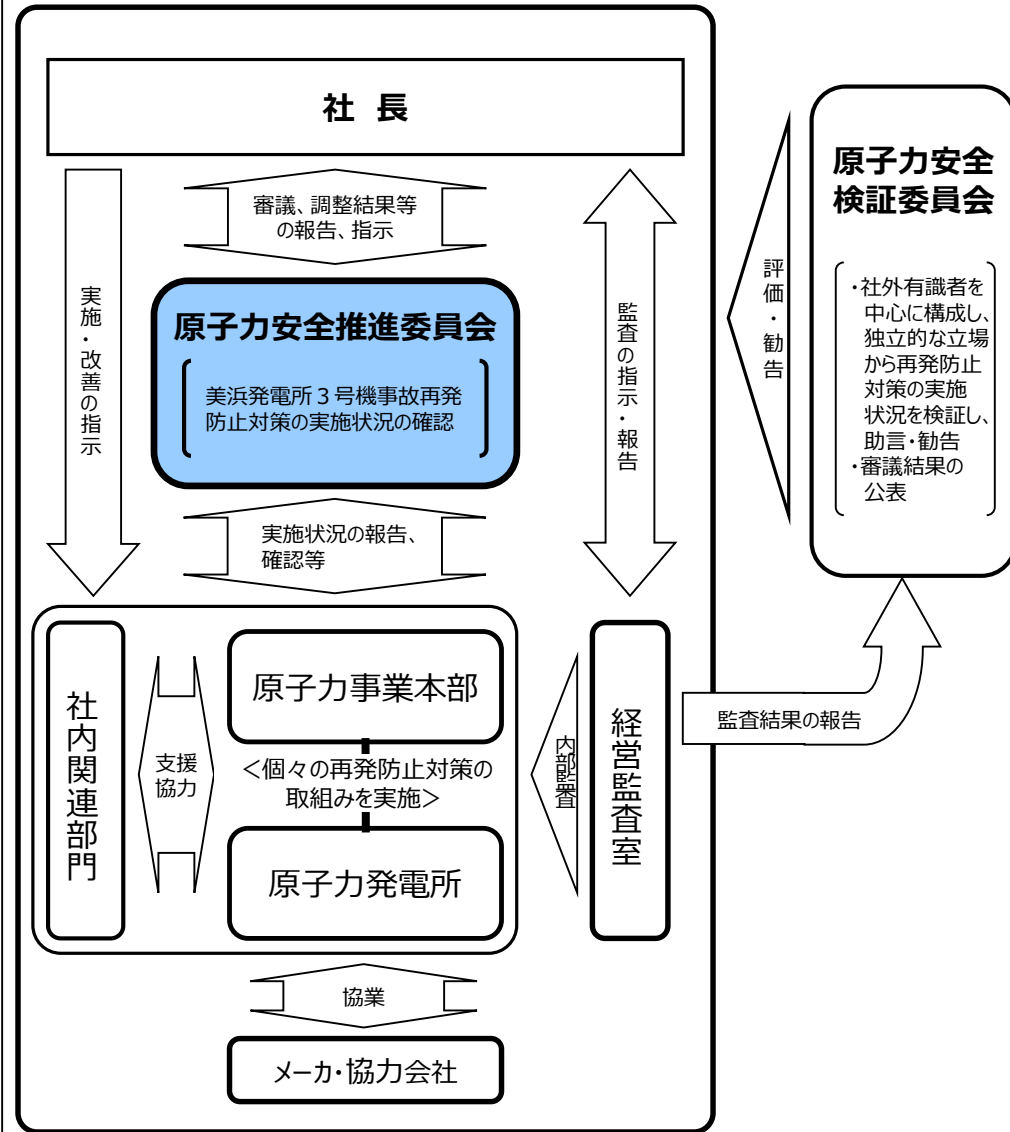 社 長
審議、調整結果等
の報告、指示
実施・改善の指示
原子力安全推進委員会
美浜発電所３号機事故再発
防止対策の実施状況の確認
監査の指示・報告
評価・勧告
原子力安全
検証委員会
・社外有識者を
中心に構成し、
独立的な立場
から再発防止
対策の実施
状況を検証し、
助言・勧告
・審議結果の
公表
実施状況の報告、
確認等
社内関連部門
支援
協力
原子力事業本部
＜個々の再発防止対策の
取組みを実施＞
原子力発電所
内部監査
経営監査室
監査結果の報告
協業
メーカ・協力会社